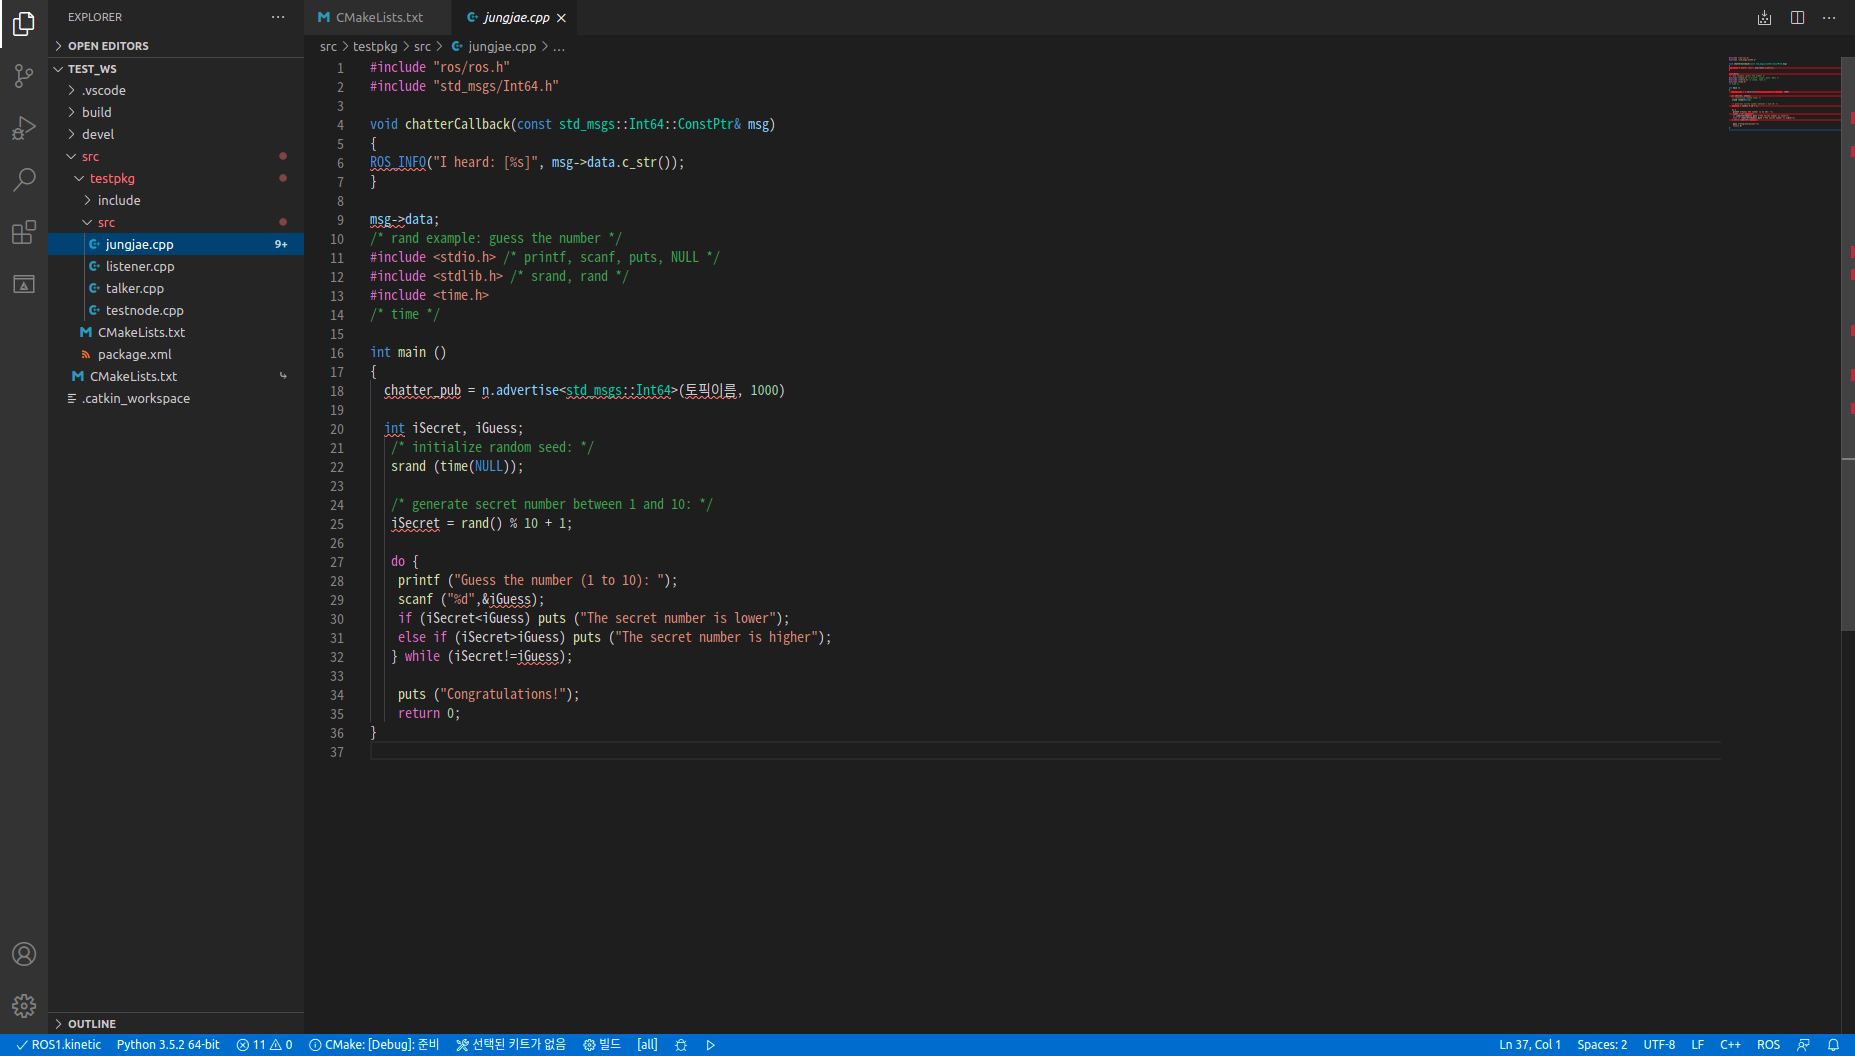 EXPLORER
OPEN EDITORS
TEST_WS
.vscode
build
devel
src
testpkg
include
src
jungjae.cpp 9+
listener.cpp
talker.cpp
testnode.cpp
CMakeLists.txt
package.xml
CMakeLists.txt
.catkin_workspace
OUTLINE
CMakeLists.txt
jungjae.cpp
src > testpkg > src > jungjae.cpp > ...
1 #include "ros/ros.h"
2 #include "std_msgs/Int64.h"
3
4 void chatterCallback(const std_msgs::Int64::ConstPtr& msg)
5 {
6 ROS_INFO("I heard: [%s]", msg->data.c_str());
7 }
8
9 msg->data;
10 /* rand example: guess the number */
11 #include <stdio.h> /* printf, scanf, puts, NULL */
12 #include <stdlib.h> /* srand, rand */
13 #include <time.h>
14 /* time */
15
16 int main ()
17 {
18 chatter_pub = n.advertise<std_msgs::Int64>(토픽이름, 1000)
19
20 int iSecret, iGuess;
21 /* initialize random seed: */
22 srand (time(NULL));
23
24 /* generate secret number between 1 and 10: */
25 iSecret = rand() % 10 + 1;
26
27 do {
28 printf ("Guess the number (1 to 10): ");
29 scanf ("%d",&iGuess);
30 if (iSecret<iGuess) puts ("The secret number is lower");
31 else if (iSecret>iGuess) puts ("The secret number is higher");
32 } while (iSecret!=iGuess);
33
34 puts ("Congratulations!");
35 return 0;
36 }
37
ROS1.kinetic Python 3.5.2 64-bit 11 0 CMake: [Debug]: 준비 선택된 키트가 없음 빌드 [all] Ln 37, Col 1 Spaces: 2 UTF-8 LF C++ ROS